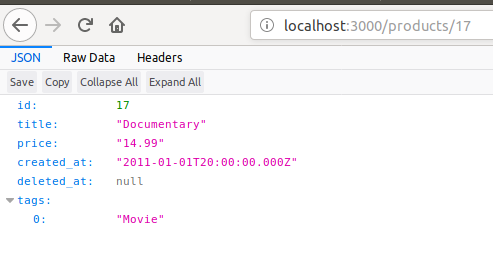 localhost:3000/products/17
JSON Raw Data Headers
Save Copy Collapse All Expand All
id: 17
title: "Documentary"
price: "14.99"
created_at: "2011-01-01T20:00:00.000Z"
deleted_at: null
tags:
0: "Movie"